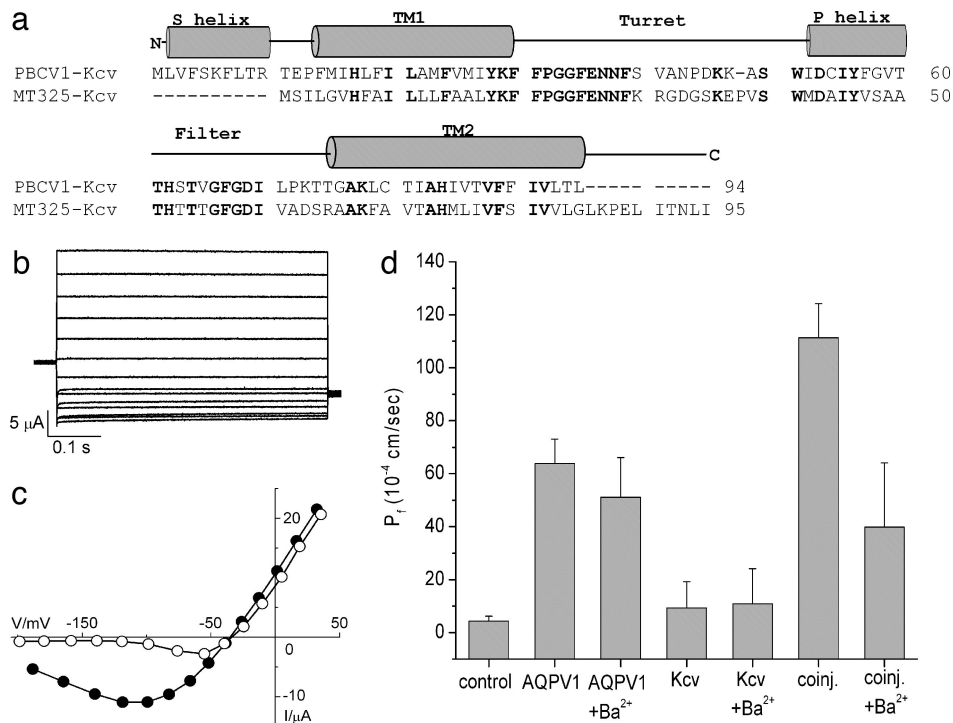 a
S helix TM1 Turret P helix
N
PBCV1-Kcv MLVFSKFLTR TEPFMIHLFI LAMFVMIYKF FPGGFENNFS VANPDKK-AS WIDCIYFGVT 60
MT325-Kcv ---------- MSILGVHFAI LLLFAALYKF FPGGFENNFK RGDGSKEPVS WMDAIYVSAA 50
Filter TM2
C
PBCV1-Kcv THSTVGFGDI LPKTTGAKLC TIAHIVTVFF IVLTL----- ----- 94
MT325-Kcv THTTTGFGDI VADSRAAKFA VTAHMLIVFS IVVLGLKPEL ITNLI 95
b
5 µA
0.1 s
c
V/mV
-150
-50
0
50
20
-10
I/µA
d
P_f (10⁻⁴ cm/sec)
140
120
100
80
60
40
20
0
control AQPV1 AQPV1 +Ba²⁺ Kcv Kcv +Ba²⁺ coinj. coinj. +Ba²⁺